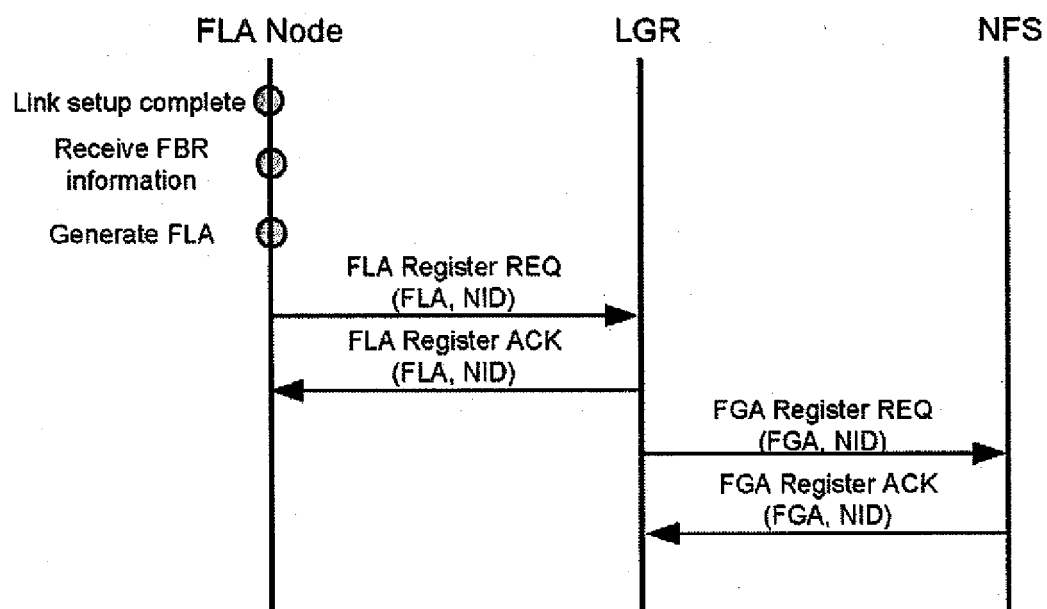 FLA Node
LGR
NFS
Link setup complete
Receive FBR
information
Generate FLA
FLA Register REQ
(FLA, NID)
FLA Register ACK
(FLA, NID)
FGA Register REQ
(FGA, NID)
FGA Register ACK
(FGA, NID)